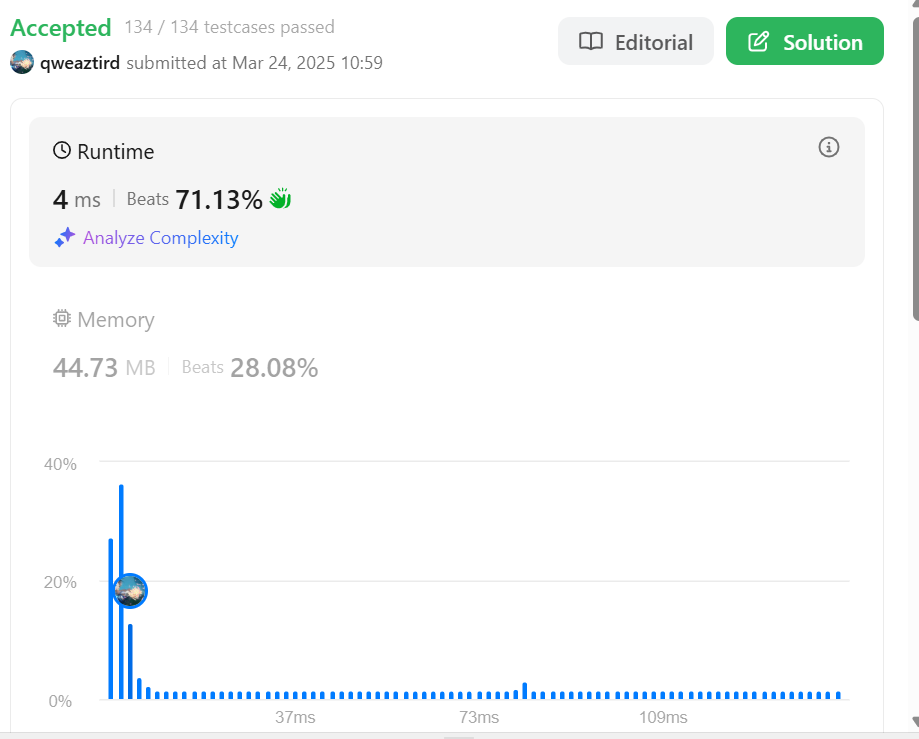 Accepted 134 / 134 testcases passed
Editorial
Solution
qweaztird submitted at Mar 24, 2025 10:59
Runtime
4 ms Beats 71.13%
Analyze Complexity
Memory
44.73 MB Beats 28.08%
40%
20%
0%
37ms 73ms 109ms